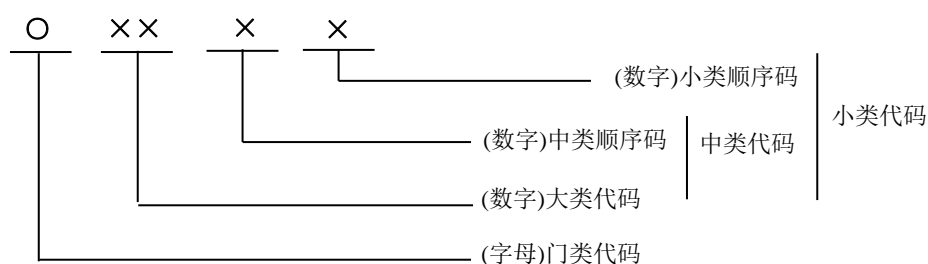 ○ ×× × ×
(数字)小类顺序码
小类代码
(数字)中类顺序码
中类代码
(数字)大类代码
(字母)门类代码